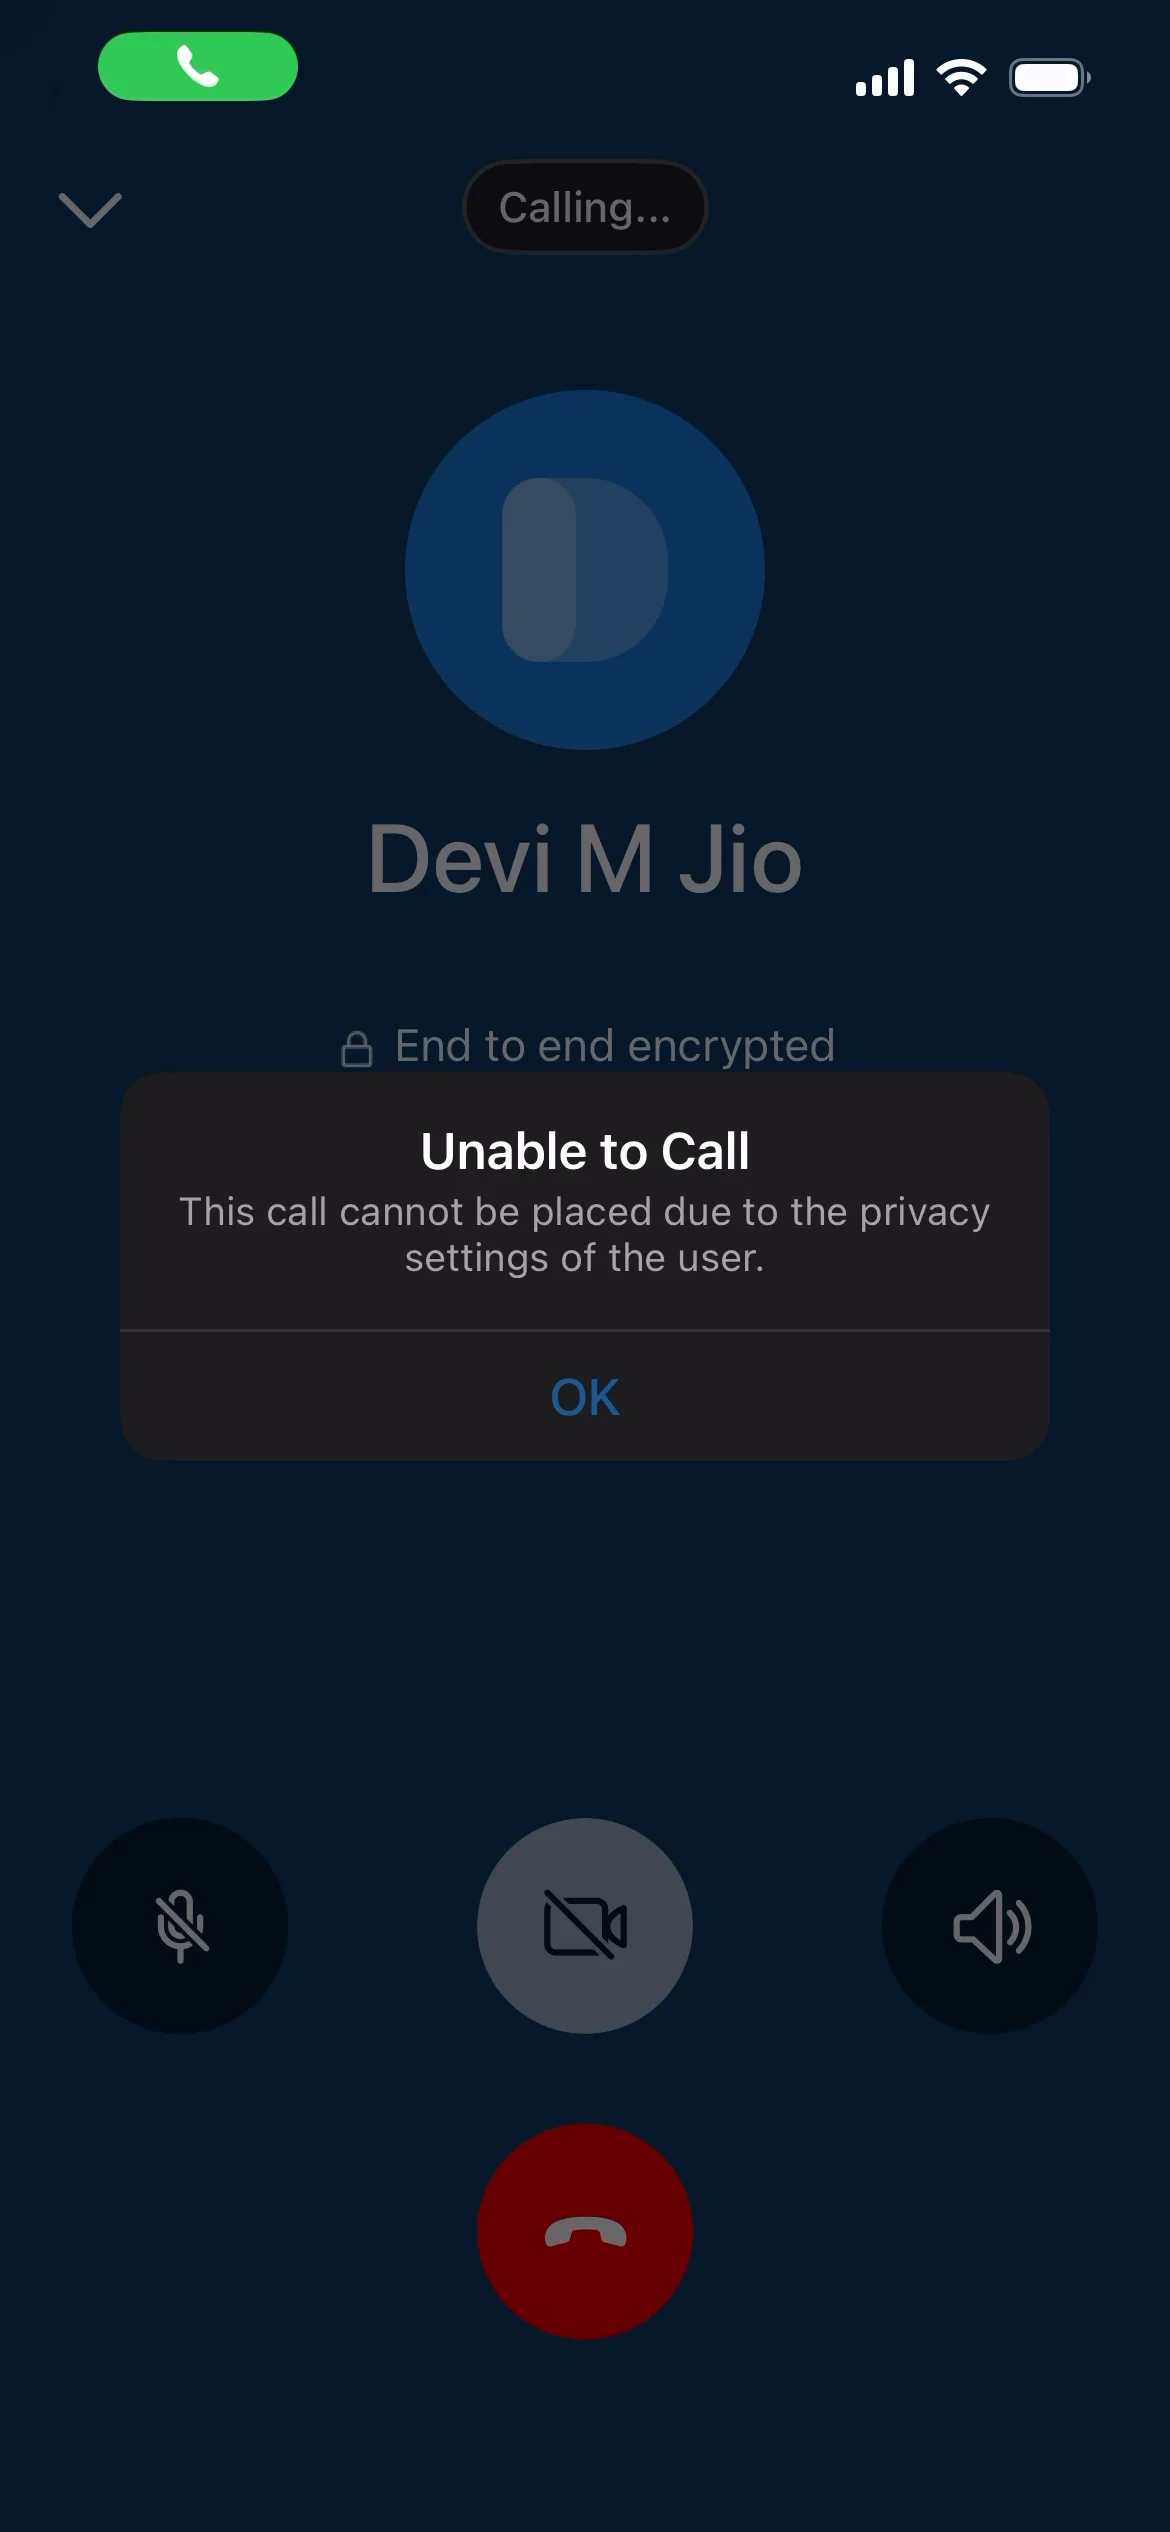 Calling...
Devi M Jio
End to end encrypted
Unable to Call
This call cannot be placed due to the privacy
settings of the user.
OK